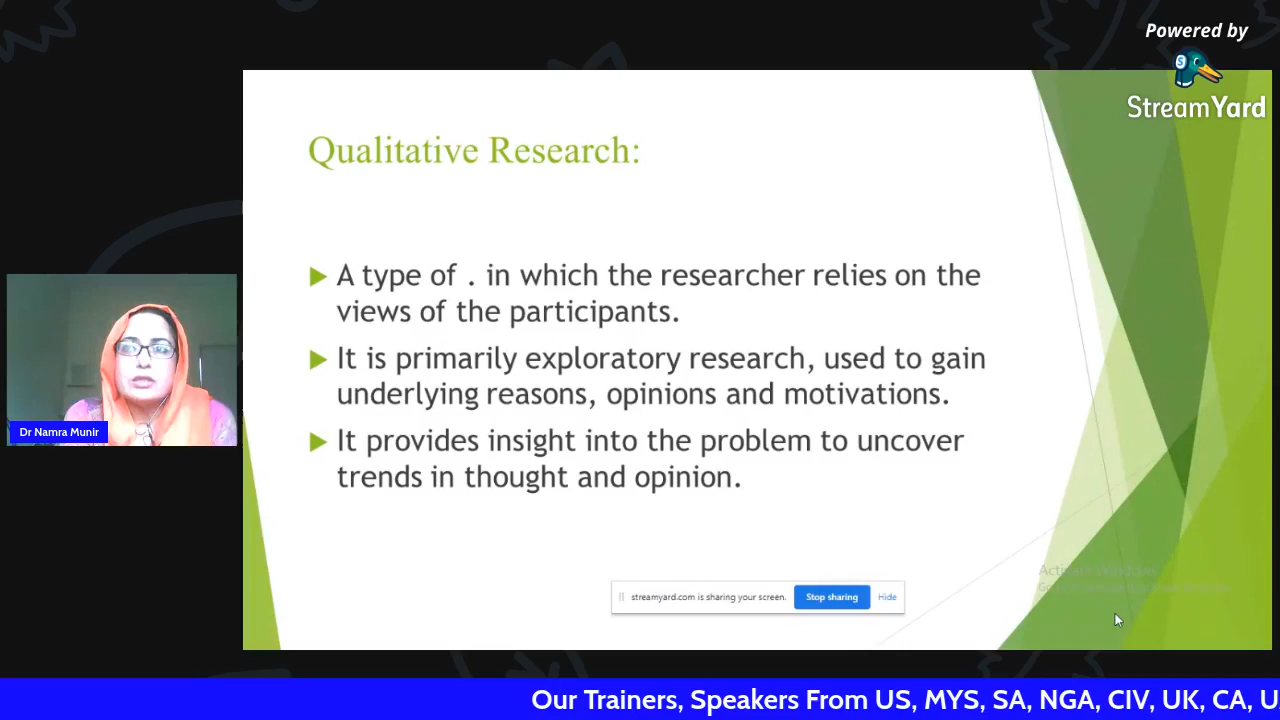 Powered by
StreamYard
Qualitative Research:
A type of . in which the researcher relies on the
views of the participants.
It is primarily exploratory research, used to gain
underlying reasons, opinions and motivations.
It provides insight into the problem to uncover
trends in thought and opinion.
Dr Namra Munir
streamyard.com is sharing your screen.
Stop sharing
Hide
Our Trainers, Speakers From US, MYS, SA, NGA, CIV, UK, CA, U